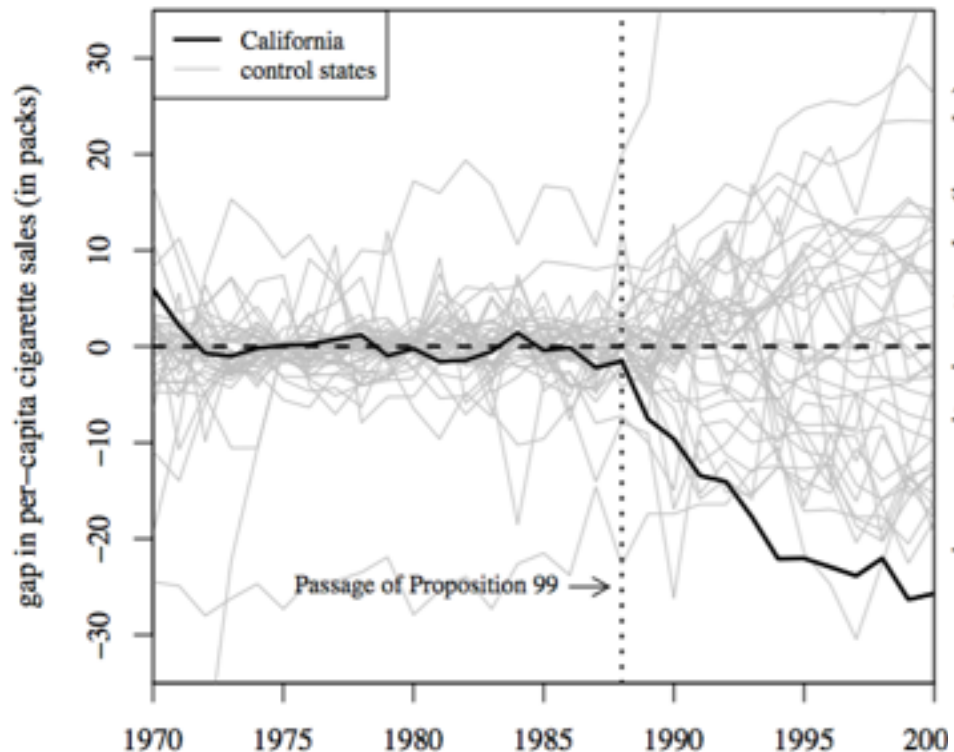 California
control states
gap in per-capita cigarette sales (in packs)
30
20
10
0
-10
-20
-30
Passage of Proposition 99
1970 1975 1980 1985 1990 1995 200